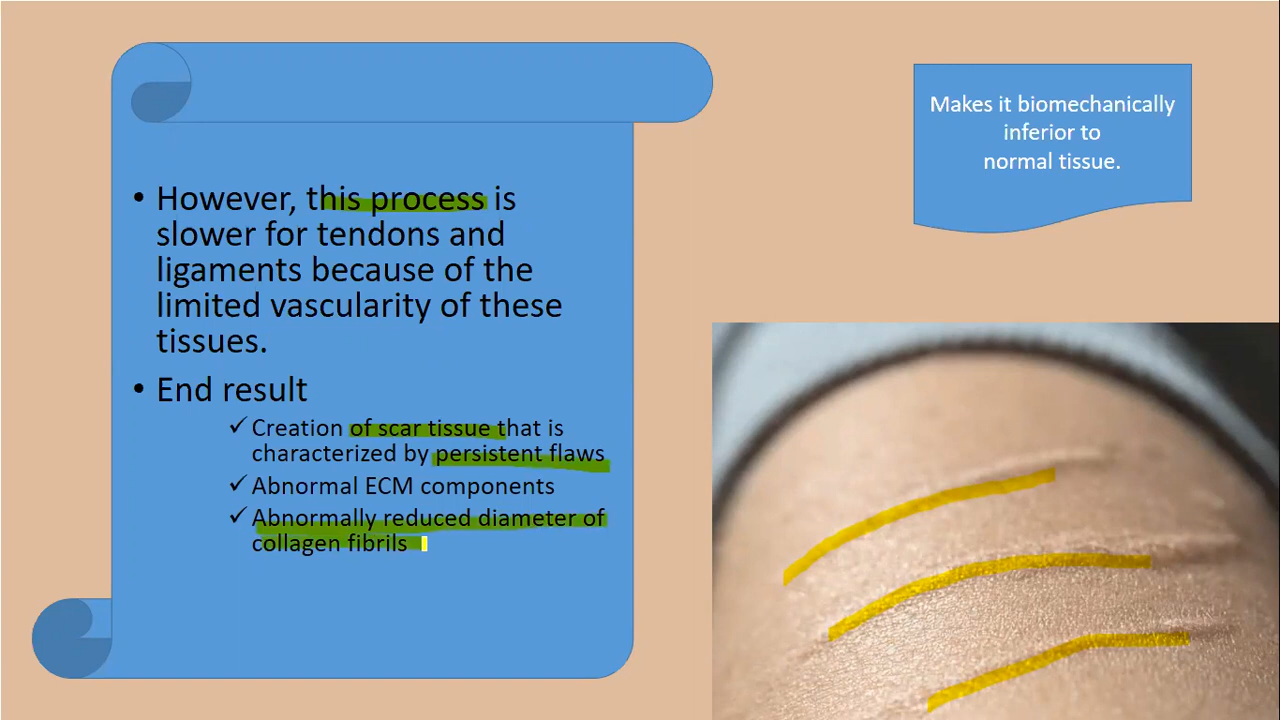 • However, this process is
slower for tendons and
ligaments because of the
limited vascularity of these
tissues.
• End result
✓ Creation of scar tissue that is
characterized by persistent flaws
✓ Abnormal ECM components
✓ Abnormally reduced diameter of
collagen fibrils
Makes it biomechanically
inferior to
normal tissue.